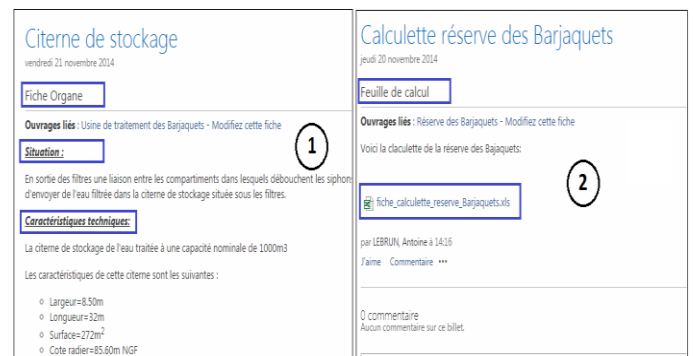 Citerne de stockage
vendredi 21 novembre 2014
Fiche Organe
Ouvrages liés : Usine de traitement des Barjaquets - Modifiez cette fiche
Situation :
1
En sortie des filtres une liaison entre les compartiments dans lesquels débouchent les siphon
d'envoyer de l'eau filtrée dans la citerne de stockage située sous les filtres.
Caractéristiques techniques:
La citerne de stockage de l'eau traitée à une capacité nominale de 1000m3
Les caractéristiques de cette citerne sont les suivantes :
Largeur=8.50m
Longueur=32m
Surface=272m²
Cote radier=85.60m NGF
Calculette réserve des Barjaquets
jeudi 20 novembre 2014
Feuille de calcul
Ouvrages liés : Réserve des Barjaquets - Modifiez cette fiche
Voici la claculette de la réserve des Bajaquets:
2
fiche_calculette_reserve_Barjaquets.xls
par LEBRUN, Antoine à 14:16
J'aime Commentaire •••
0 commentaire
Aucun commentaire sur ce billet.